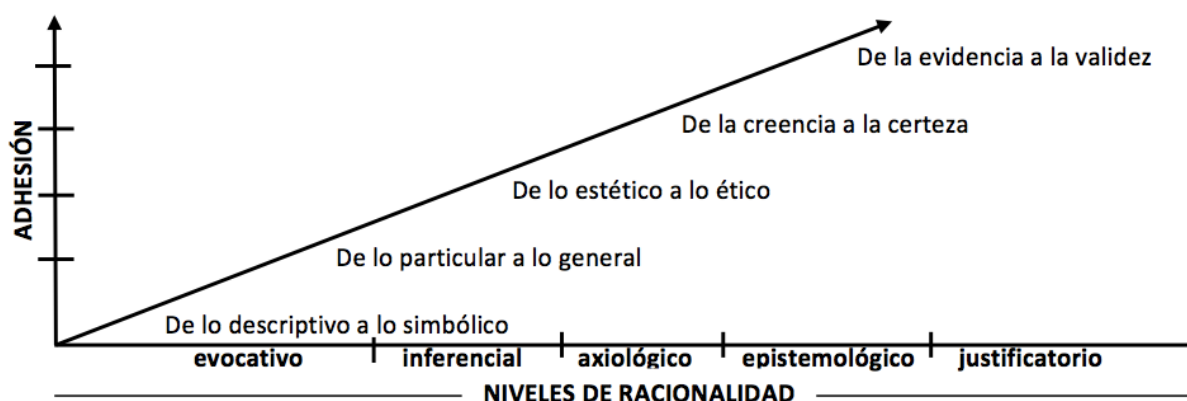 De la evidencia a la validez
De la creencia a la certeza
ADHESIÓN
De lo estético a lo ético
De lo particular a lo general
De lo descriptivo a lo simbólico
evocativo inferencial axiológico epistemológico justificatorio
NIVELES DE RACIONALIDAD